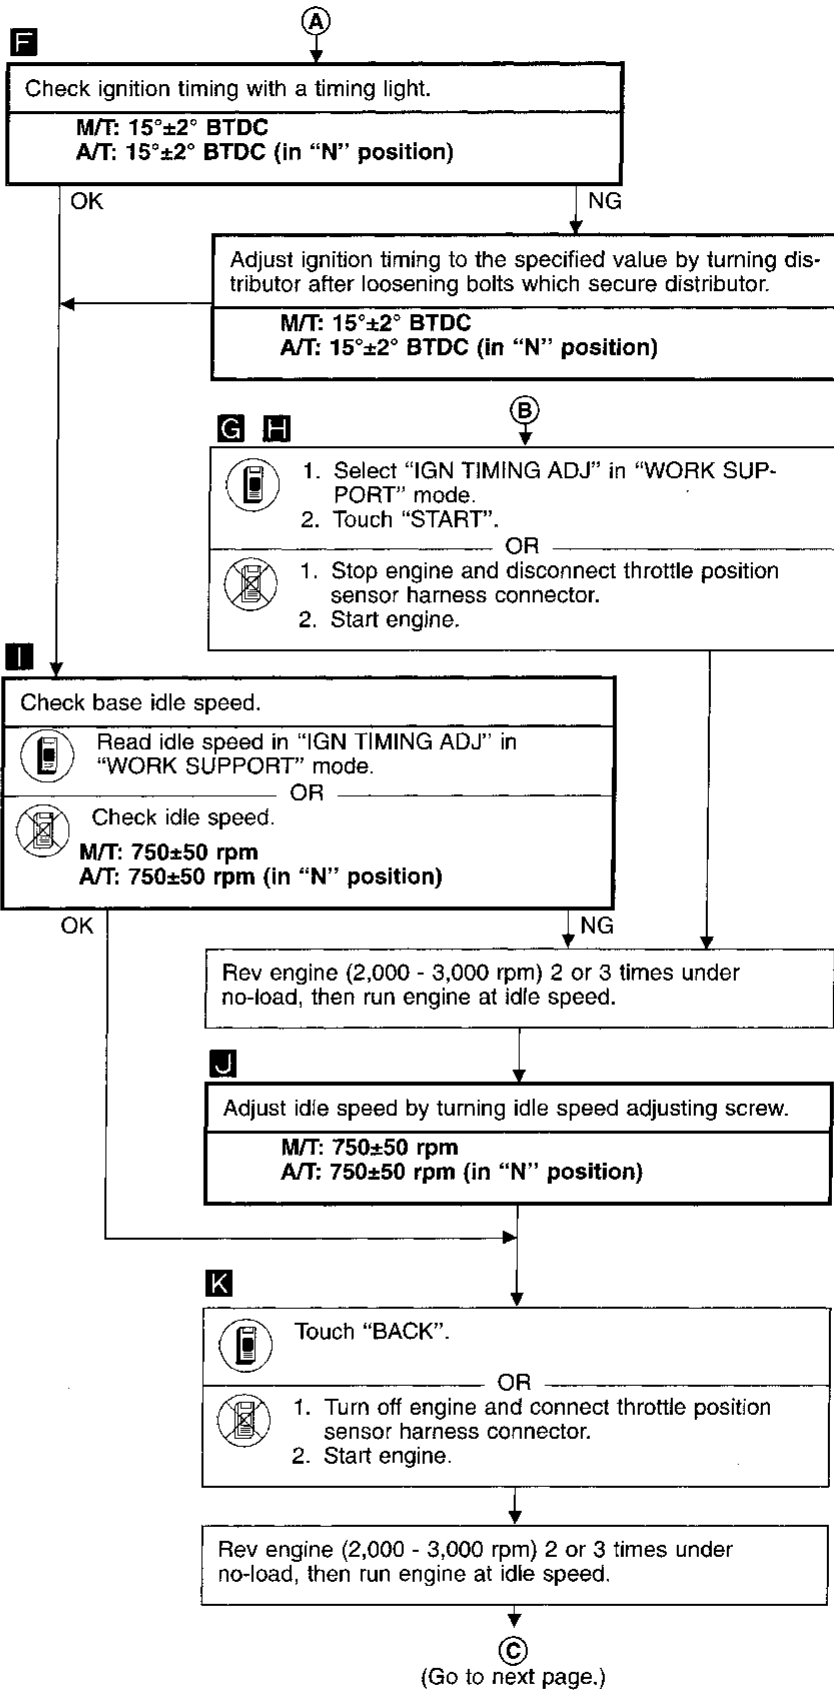 A
F
Check ignition timing with a timing light.
M/T: 15°±2° BTDC
A/T: 15°±2° BTDC (in “N” position)
OK
NG
Adjust ignition timing to the specified value by turning dis-
tributor after loosening bolts which secure distributor.
M/T: 15°±2° BTDC
A/T: 15°±2° BTDC (in “N” position)
B
G H
1. Select “IGN TIMING ADJ” in “WORK SUP-
PORT” mode.
2. Touch “START”.
OR
1. Stop engine and disconnect throttle position
sensor harness connector.
2. Start engine.
I
Check base idle speed.
Read idle speed in “IGN TIMING ADJ” in
“WORK SUPPORT” mode.
OR
Check idle speed.
M/T: 750±50 rpm
A/T: 750±50 rpm (in “N” position)
OK
NG
Rev engine (2,000 - 3,000 rpm) 2 or 3 times under
no-load, then run engine at idle speed.
J
Adjust idle speed by turning idle speed adjusting screw.
M/T: 750±50 rpm
A/T: 750±50 rpm (in “N” position)
K
Touch “BACK”.
OR
1. Turn off engine and connect throttle position
sensor harness connector.
2. Start engine.
Rev engine (2,000 - 3,000 rpm) 2 or 3 times under
no-load, then run engine at idle speed.
C
(Go to next page.)